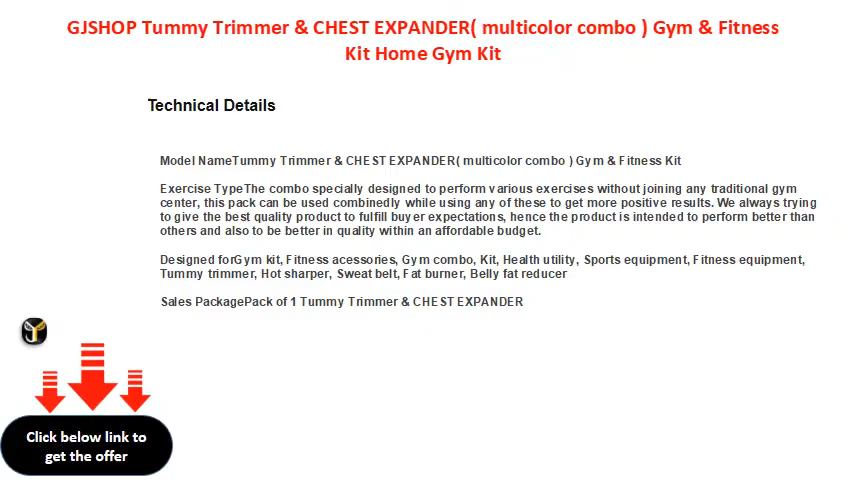 GJSHOP Tummy Trimmer & CHEST EXPANDER( multicolor combo ) Gym & Fitness
Kit Home Gym Kit
Technical Details
Model NameTummy Trimmer & CHEST EXPANDER( multicolor combo ) Gym & Fitness Kit
Exercise TypeThe combo specially designed to perform various exercises without joining any traditional gym
center, this pack can be used combinedly while using any of these to get more positive results. We always trying
to give the best quality product to fulfill buyer expectations, hence the product is intended to perform better than
others and also to be better in quality within an affordable budget.
Designed forGym kit, Fitness acessories, Gym combo, Kit, Health utility, Sports equipment, Fitness equipment,
Tummy trimmer, Hot sharper, Sweat belt, Fat burner, Belly fat reducer
Sales PackagePack of 1 Tummy Trimmer & CHEST EXPANDER
Click below link to
get the offer